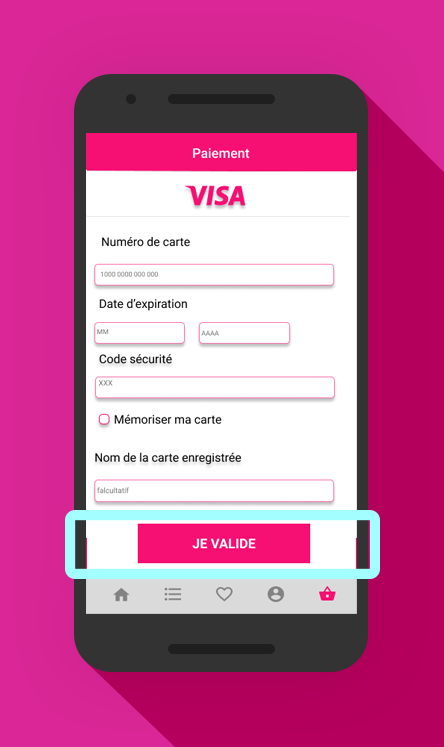 Paiement
VISA
Numéro de carte
1000 0000 000 000
Date d'expiration
MM AAAA
Code sécurité
XXX
Mémoriser ma carte
Nom de la carte enregistrée
falcultatif
JE VALIDE